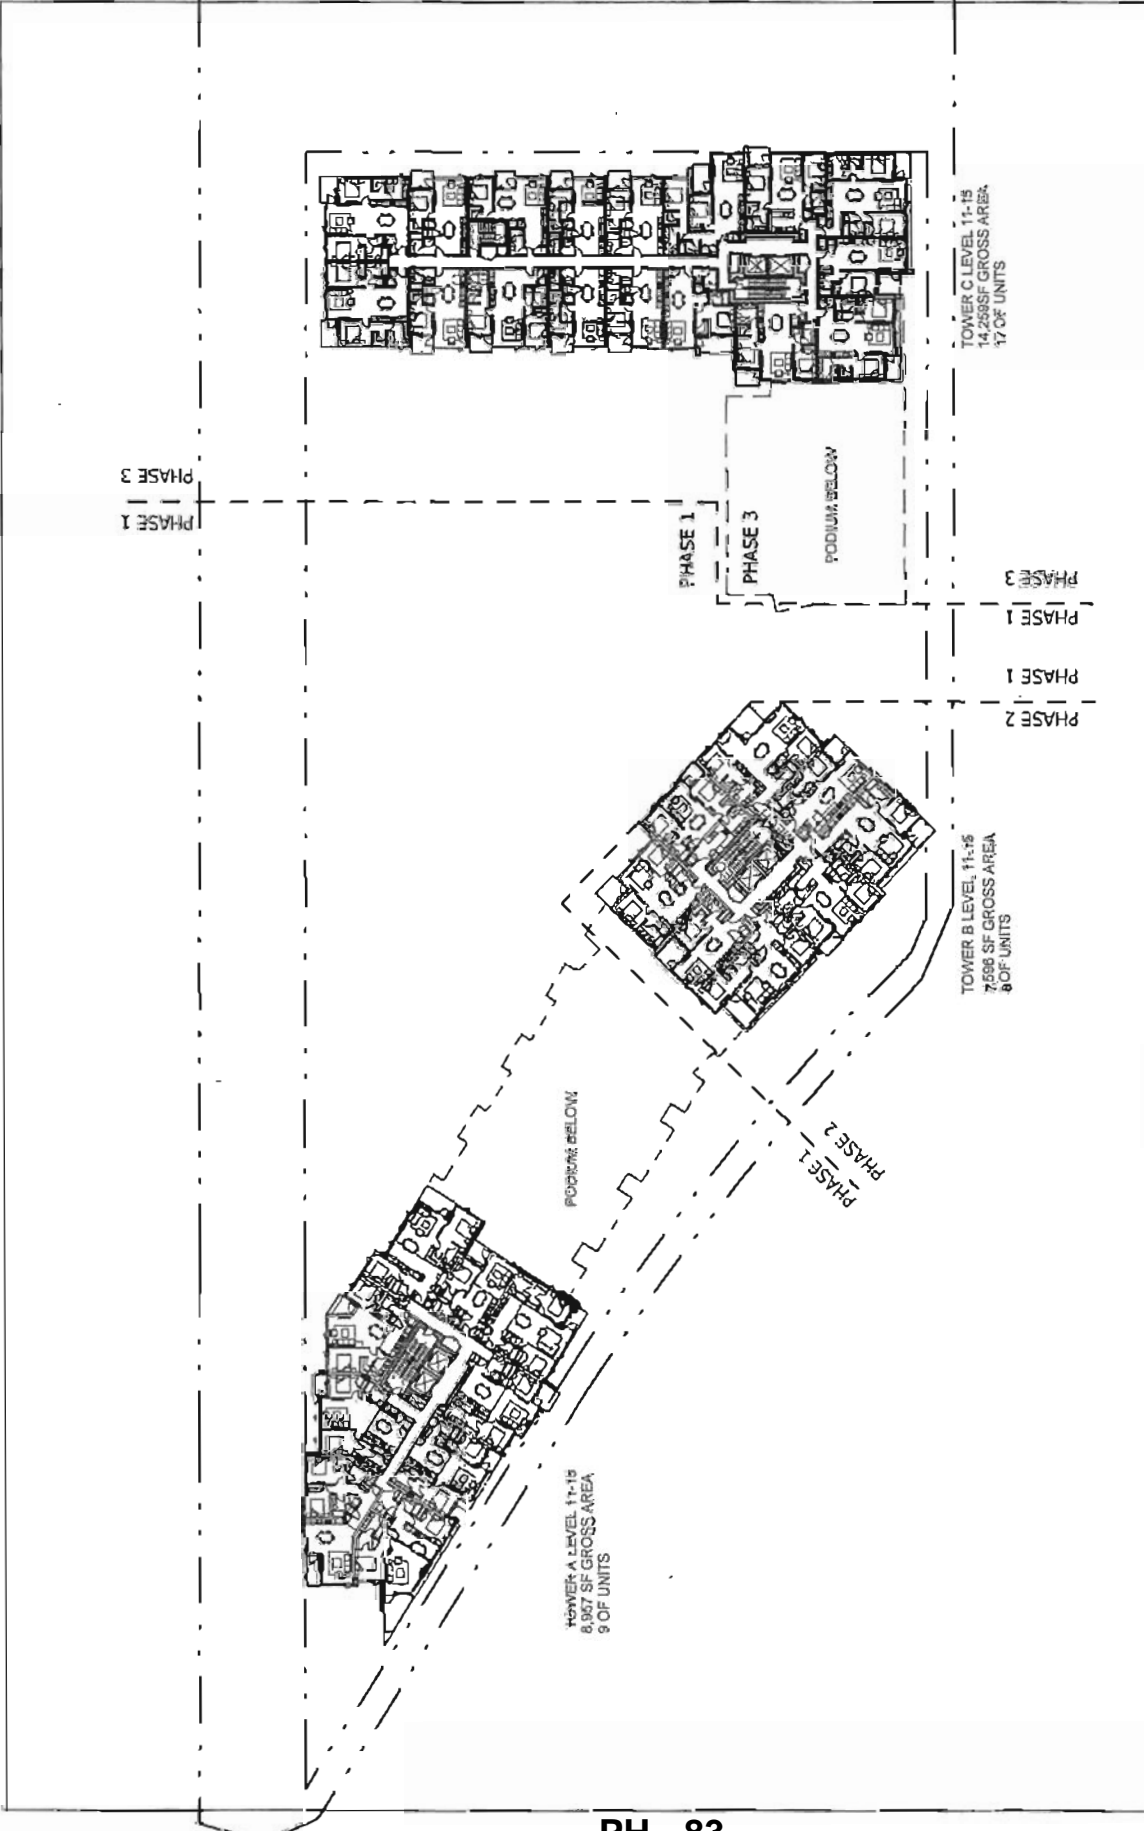 TOWER C LEVEL 11-15
14,259SF GROSS AREA
17 OF UNITS
PHASE 3
PHASE 1
PHASE 1
PHASE 3
PODIUM BELOW
PHASE 3
PHASE 1
PHASE 1
PHASE 2
TOWER B LEVEL 11-15
7,596 SF GROSS AREA
8 OF UNITS
PODIUM BELOW
PHASE 1
PHASE 2
TOWER A LEVEL 11-15
8,957 SF GROSS AREA
9 OF UNITS
PH - 83